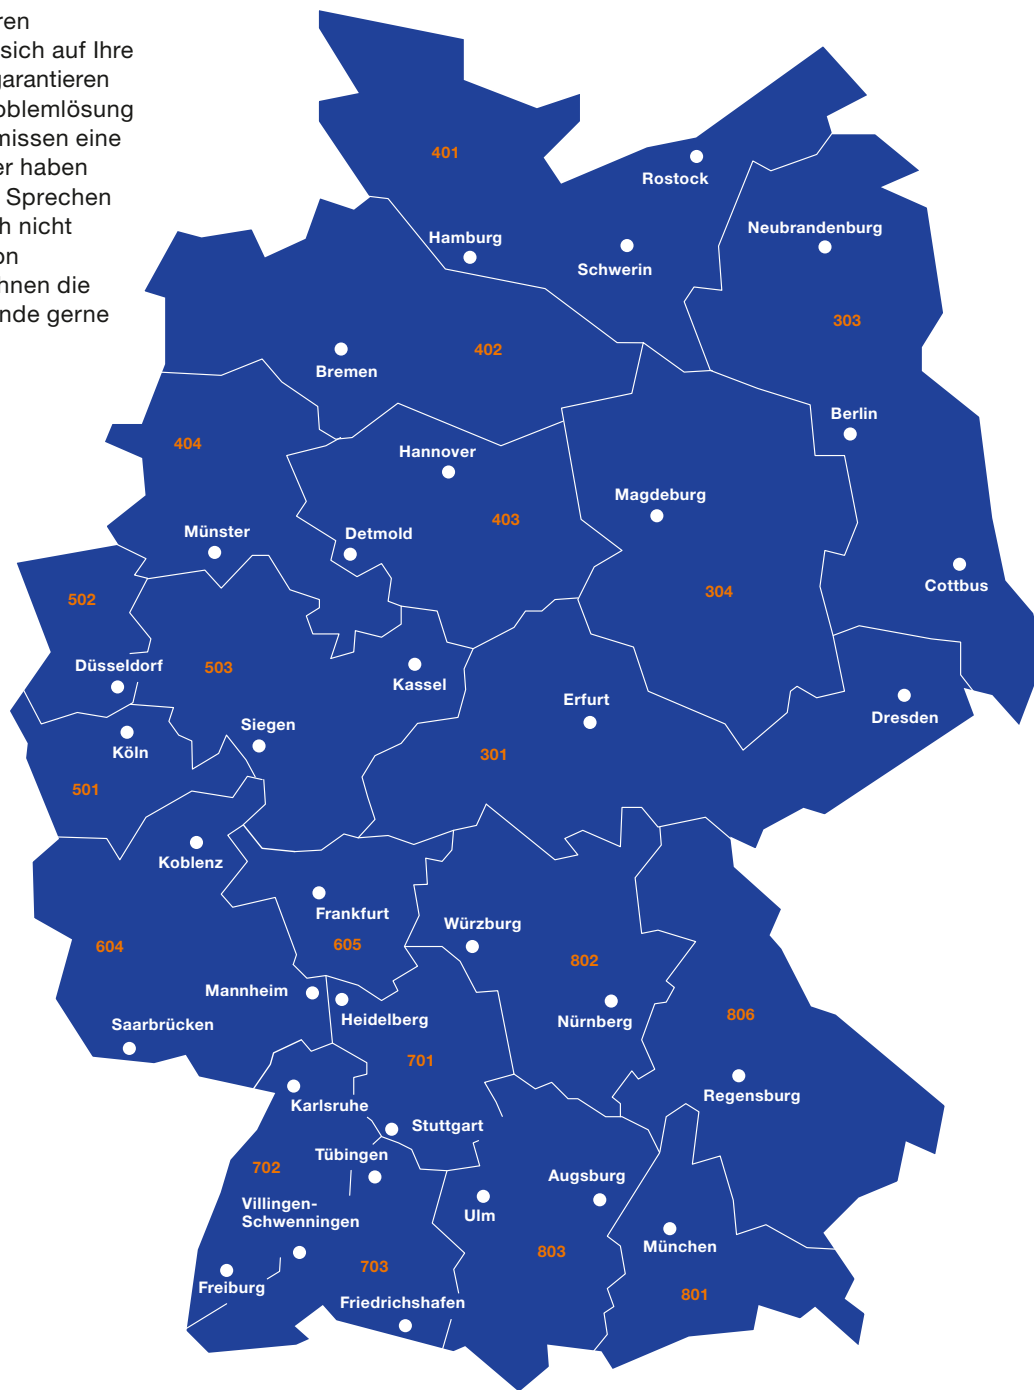 ren
sich auf Ihre
garantieren
oblemlösung
missen eine
er haben
Sprechen
h nicht
on
hnen die
nde gerne
401
Rostock
Neubrandenburg
Hamburg
Schwerin
303
402
Bremen
Berlin
404
Hannover
Magdeburg
403
Münster
Detmold
Cottbus
304
502
Düsseldorf
503
Kassel
Erfurt
Dresden
Siegen
Köln
301
501
Koblenz
Frankfurt
Würzburg
604
605
802
Mannheim
Heidelberg
Nürnberg
806
Saarbrücken
701
Karlsruhe
Regensburg
Stuttgart
Tübingen
702
Augsburg
Villingen-
Schwenningen
Ulm
München
803
703
Freiburg
801
Friedrichshafen